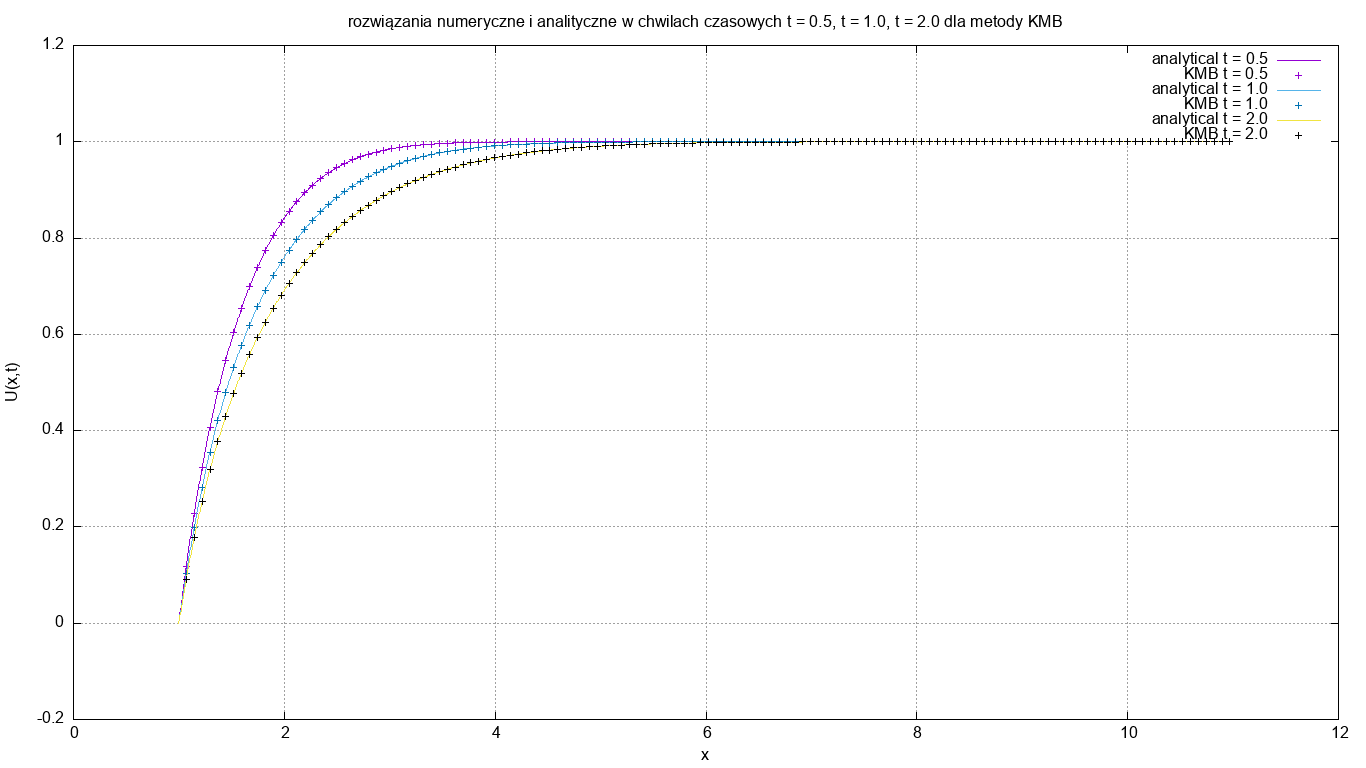 rozwiązania numeryczne i analityczne w chwilach czasowych t = 0.5, t = 1.0, t = 2.0 dla metody KMB
analytical t = 0.5
KMB t = 0.5
analytical t = 1.0
KMB t = 1.0
analytical t = 2.0
KMB t = 2.0
1.2
1
0.8
0.6
0.4
0.2
0
-0.2
U(x,t)
0 2 4 6 8 10 12
x